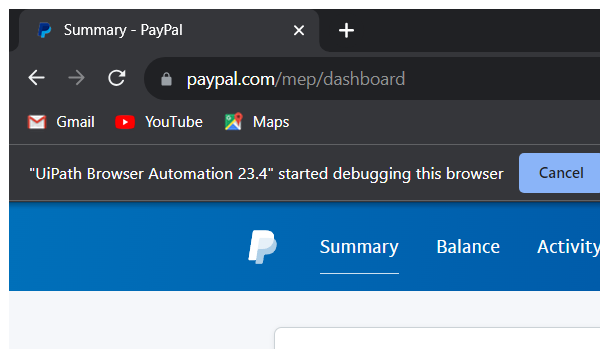 Summary - PayPal
paypal.com/mep/dashboard
Gmail YouTube Maps
"UiPath Browser Automation 23.4" started debugging this browser Cancel
Summary Balance Activity